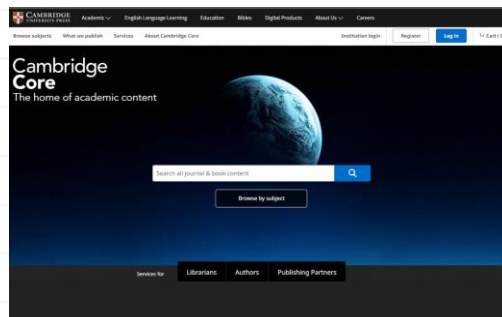 CAMBRIDGE UNIVERSITY PRESS Academic English Language Learning Education Bibles Digital Products About Us Careers
Browse subjects What we publish Services About Cambridge Core Institution login Register Log in Cart
Cambridge
Core
The home of academic content
Search all journal & book content
Browse by subject
Services for Librarians Authors Publishing Partners